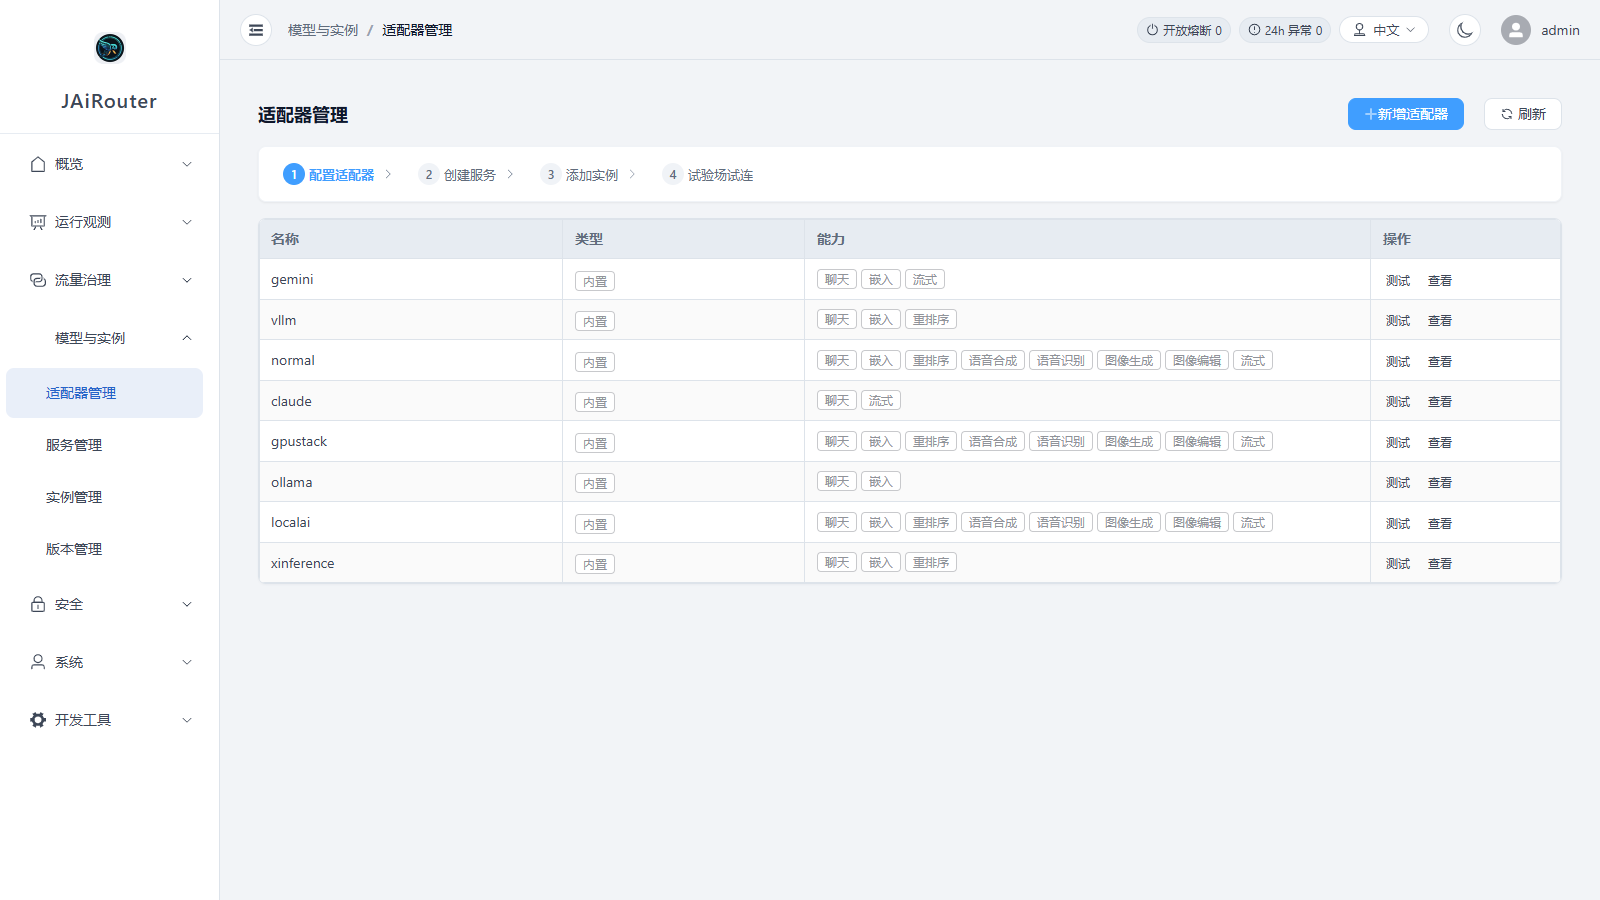 JAiRouter
概览
运行观测
流量治理
模型与实例
适配器管理
服务管理
实例管理
版本管理
安全
系统
开发工具
模型与实例 / 适配器管理
开放熔断 0
24h 异常 0
中文
admin
适配器管理
+新增适配器
刷新
1 配置适配器
2 创建服务
3 添加实例
4 试验场试连
名称 类型 能力 操作
gemini 内置 聊天 嵌入 流式 测试 查看
vllm 内置 聊天 嵌入 重排序 测试 查看
normal 内置 聊天 嵌入 重排序 语音合成 语音识别 图像生成 图像编辑 流式 测试 查看
claude 内置 聊天 流式 测试 查看
gpustack 内置 聊天 嵌入 重排序 语音合成 语音识别 图像生成 图像编辑 流式 测试 查看
ollama 内置 聊天 嵌入 测试 查看
localai 内置 聊天 嵌入 重排序 语音合成 语音识别 图像生成 图像编辑 流式 测试 查看
xinference 内置 聊天 嵌入 重排序 测试 查看